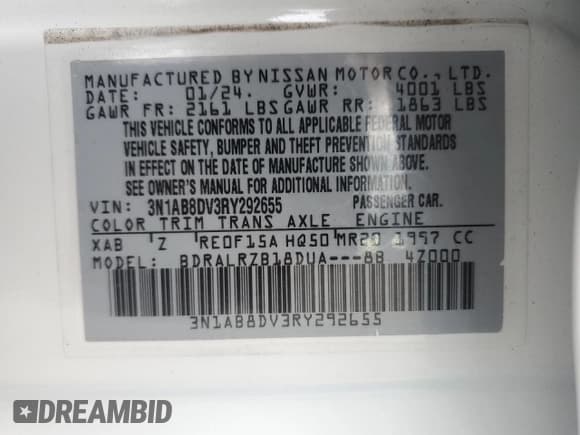 MANUFACTURED BY NISSAN MOTOR CO., LTD.
DATE: 01/24. GVWR: 4001 LBS
GAWR FR: 2161 LBS GAWR RR: 1863 LBS
THIS VEHICLE CONFORMS TO ALL APPLICABLE FEDERAL MOTOR
VEHICLE SAFETY, BUMPER AND THEFT PREVENTION STANDARDS
IN EFFECT ON THE DATE OF MANUFACTURE SHOWN ABOVE.
SEE OWNER'S MANUAL FOR ADDITIONAL INFORMATION
VIN: 3N1AB8DV3RY292655 PASSENGER CAR.
COLOR TRIM TRANS AXLE ENGINE
XAB Z RE0F15A HQ50 MR20 1997 CC
MODEL: BDRALRZB18DUA---88 4Z000
3N1AB8DV3RY292655
DREAMBID